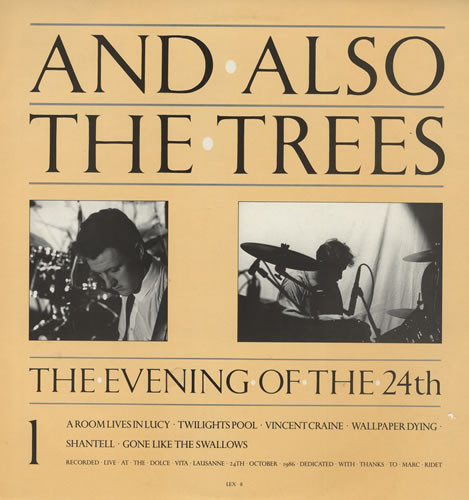 AND · ALSO
THE · TREES
THE · EVENING · OF · THE · 24th
1
A ROOM LIVES IN LUCY · TWILIGHTS POOL · VINCENT CRAINE · WALLPAPER DYING ·
SHANTELL · GONE LIKE THE SWALLOWS
RECORDED · LIVE · AT · THE · DOLCE · VITA · LAUSANNE · 24TH · OCTOBER · 1986 · DEDICATED · WITH · THANKS · TO · MARC · RIDET
LEX · 8